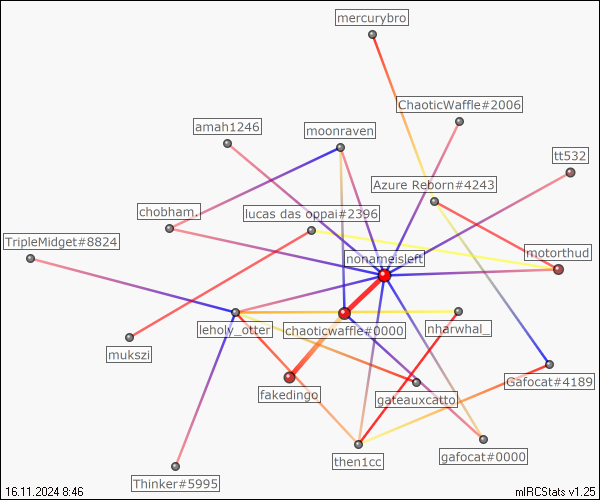 mercurybro
ChaoticWaffle#2006
amah1246
moonraven
tt532
Azure Reborn#4243
chobham.
lucas das oppai#2396
TripleMidget#8824
motorthud
nonameisleft
leholy_otter
chaoticwaffle#0000
nharwhal_
mukszi
Gafocat#4189
fakedingo
gateauxcatto
then1cc
gafocat#0000
Thinker#5995
16.11.2024 8:46
mIRCStats v1.25